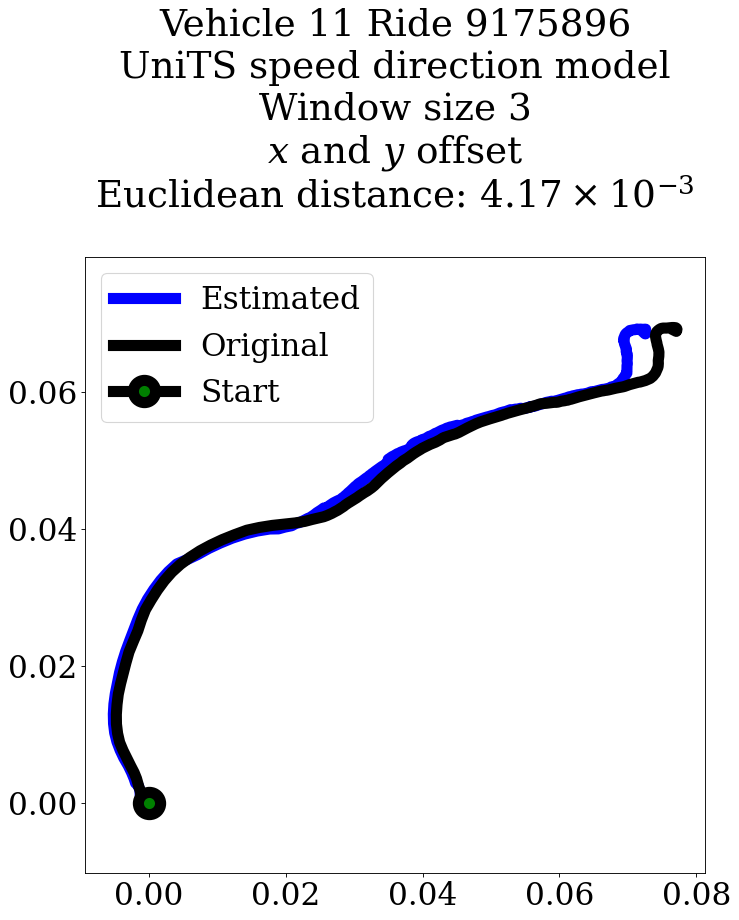 Vehicle 11 Ride 9175896
UniTS speed direction model
Window size 3
x and y offset
Euclidean distance: 4.17 × 10⁻³
Estimated
Original
Start
0.06
0.04
0.02
0.00
0.00 0.02 0.04 0.06 0.08